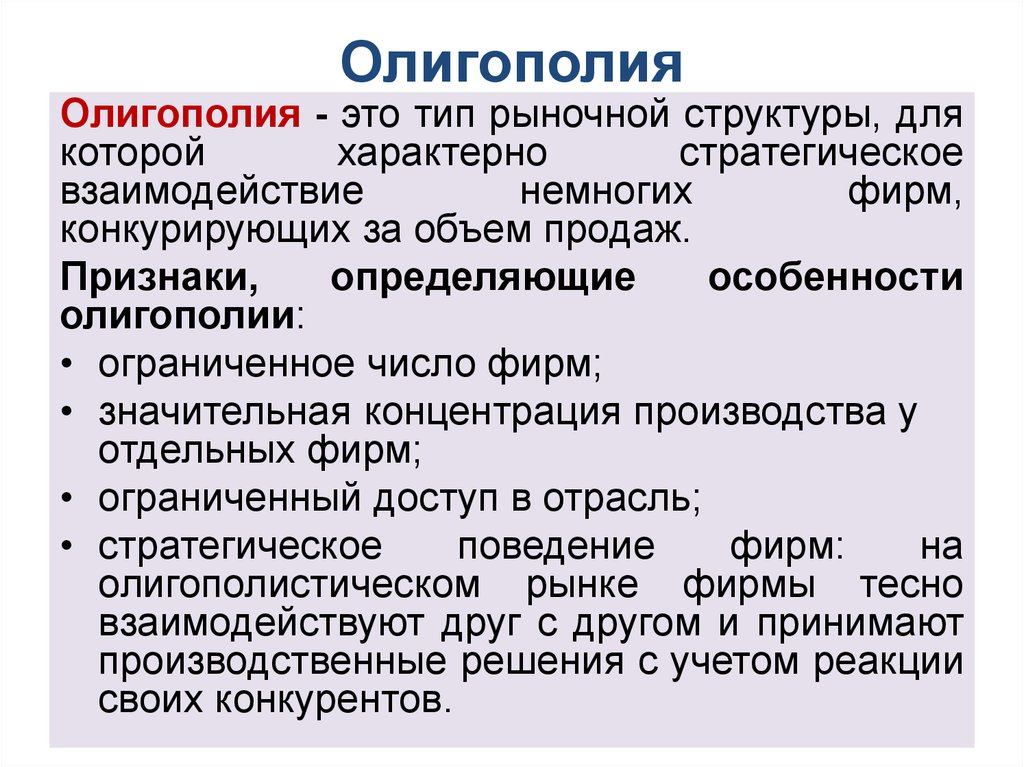 Олигополия
Олигополия - это тип рыночной структуры, для
которой характерно стратегическое
взаимодействие немногих фирм,
конкурирующих за объем продаж.
Признаки, определяющие особенности
олигополии:
• ограниченное число фирм;
• значительная концентрация производства у
отдельных фирм;
• ограниченный доступ в отрасль;
• стратегическое поведение фирм: на
олигополистическом рынке фирмы тесно
взаимодействуют друг с другом и принимают
производственные решения с учетом реакции
своих конкурентов.